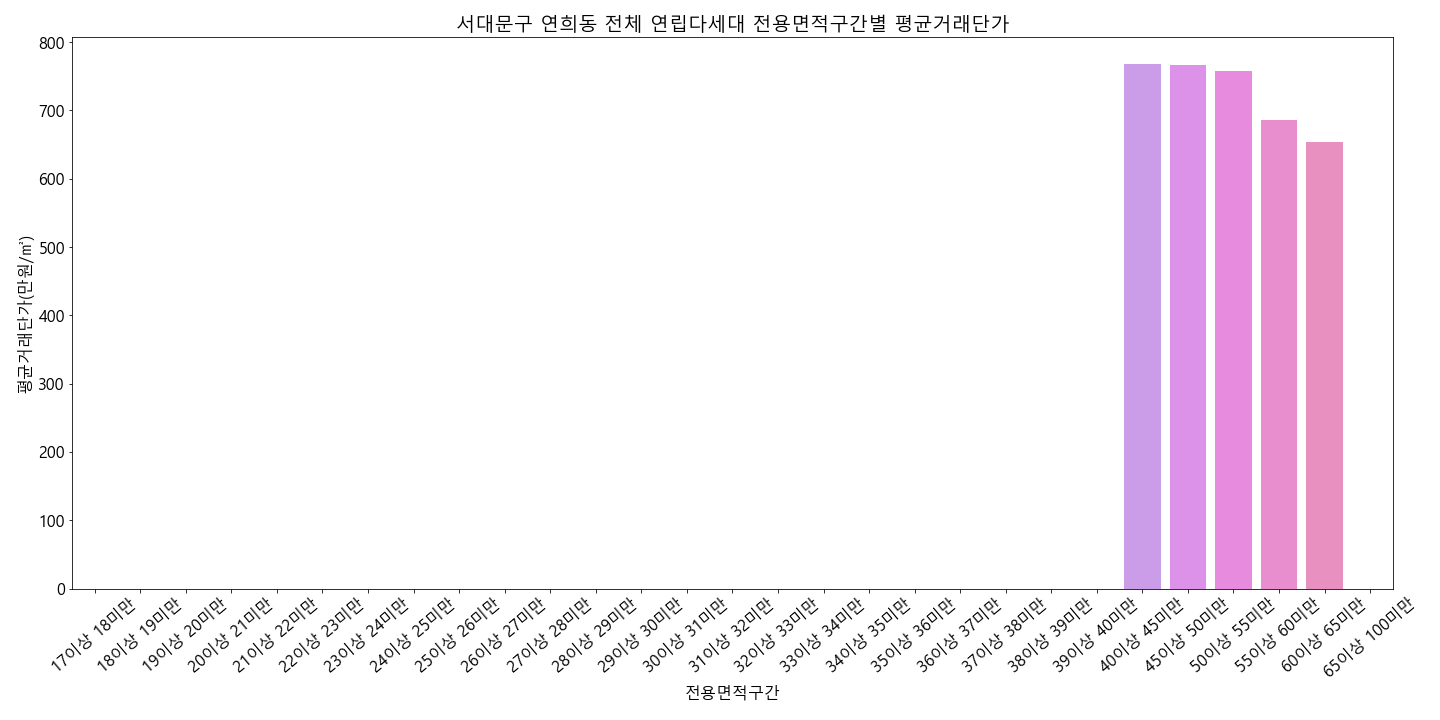 서대문구 연희동 전체 연립다세대 전용면적구간별 평균거래단가
800
700
600
500
400
300
200
100
0
평균거래단가(만원/㎡)
17이상 18미만
18이상 19미만
19이상 20미만
20이상 21미만
21이상 22미만
22이상 23미만
23이상 24미만
24이상 25미만
25이상 26미만
26이상 27미만
27이상 28미만
28이상 29미만
29이상 30미만
30이상 31미만
31이상 32미만
32이상 33미만
33이상 34미만
34이상 35미만
35이상 36미만
36이상 37미만
37이상 38미만
38이상 39미만
39이상 40미만
40이상 45미만
45이상 50미만
50이상 55미만
55이상 60미만
60이상 65미만
65이상 100미만
전용면적구간